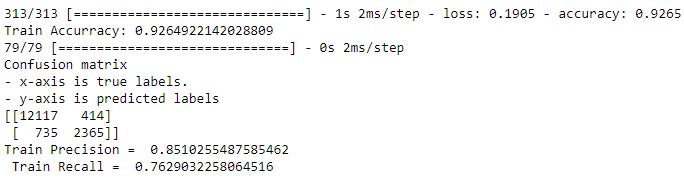 313/313 [==============================] - 1s 2ms/step - loss: 0.1905 - accuracy: 0.9265
Train Accurracy: 0.9264922142028809
79/79 [==============================] - 0s 2ms/step
Confusion matrix
- x-axis is true labels.
- y-axis is predicted labels
[[12117   414]
 [  735  2365]]
Train Precision =  0.8510255487585462
 Train Recall =  0.7629032258064516